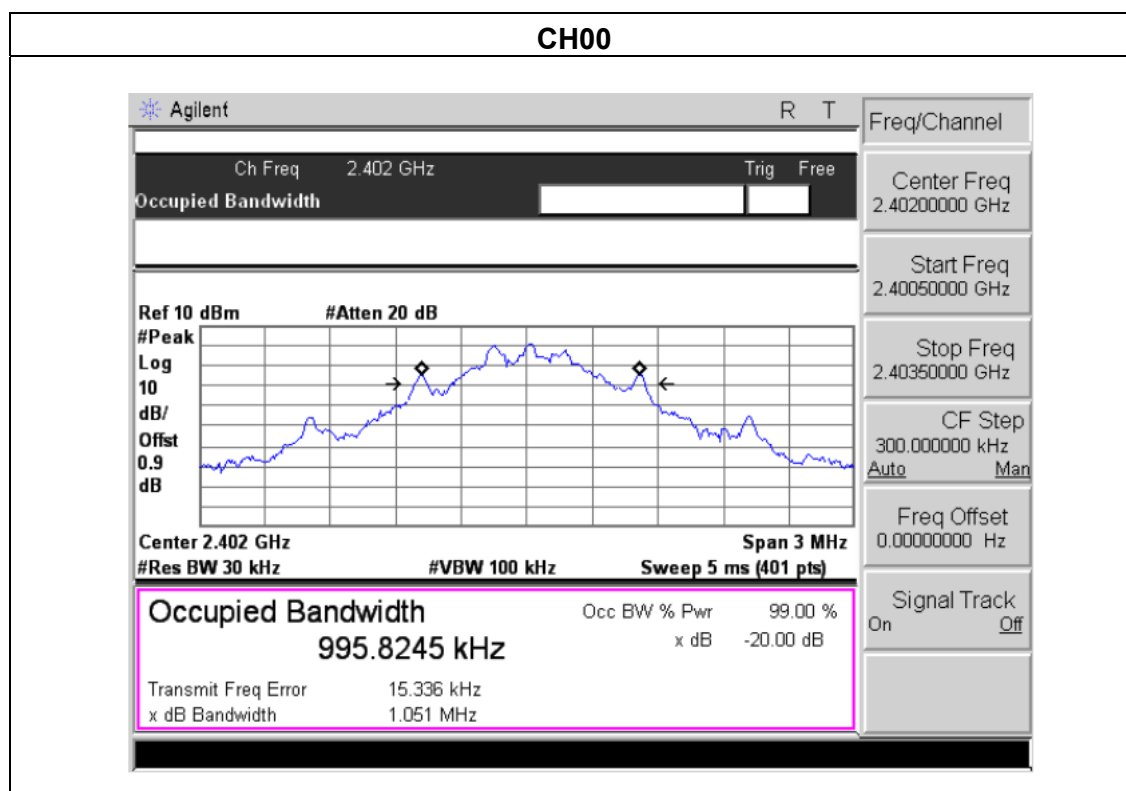 CH00
Agilent R T
Ch Freq 2.402 GHz Trig Free
Occupied Bandwidth
Ref 10 dBm #Atten 20 dB
#Peak
Log
10
dB/
Offst
0.9
dB
Center 2.402 GHz Span 3 MHz
#Res BW 30 kHz #VBW 100 kHz Sweep 5 ms (401 pts)
Occupied Bandwidth Occ BW % Pwr 99.00 %
995.8245 kHz x dB -20.00 dB
Transmit Freq Error 15.336 kHz
x dB Bandwidth 1.051 MHz
Freq/Channel
Center Freq
2.40200000 GHz
Start Freq
2.40050000 GHz
Stop Freq
2.40350000 GHz
CF Step
300.000000 kHz
Auto Man
Freq Offset
0.00000000 Hz
Signal Track
On Off